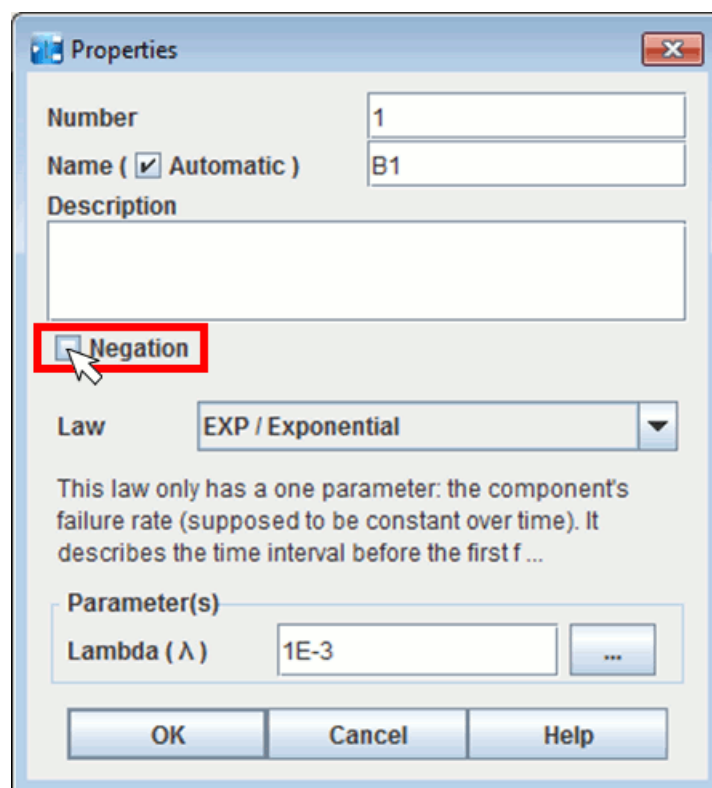 Properties
Number 1
Name ( Automatic ) B1
Description
Negation
Law EXP / Exponential
This law only has a one parameter: the component's
failure rate (supposed to be constant over time). It
describes the time interval before the first f ...
Parameter(s)
Lambda ( λ ) 1E-3 ...
OK Cancel Help